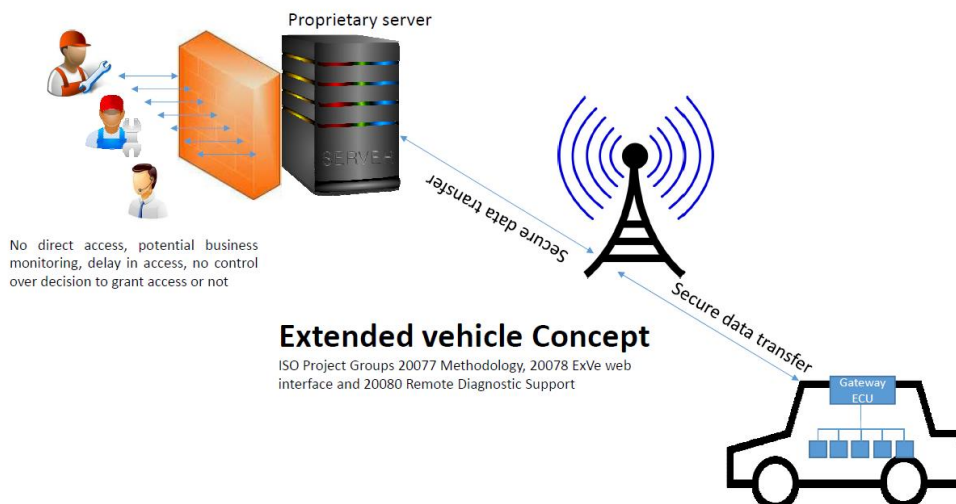 Proprietary server
SERVER
Secure data transfer
No direct access, potential business
monitoring, delay in access, no control
over decision to grant access or not
Secure data transfer
Extended vehicle Concept
ISO Project Groups 20077 Methodology, 20078 ExVe web
interface and 20080 Remote Diagnostic Support
Gateway
ECU